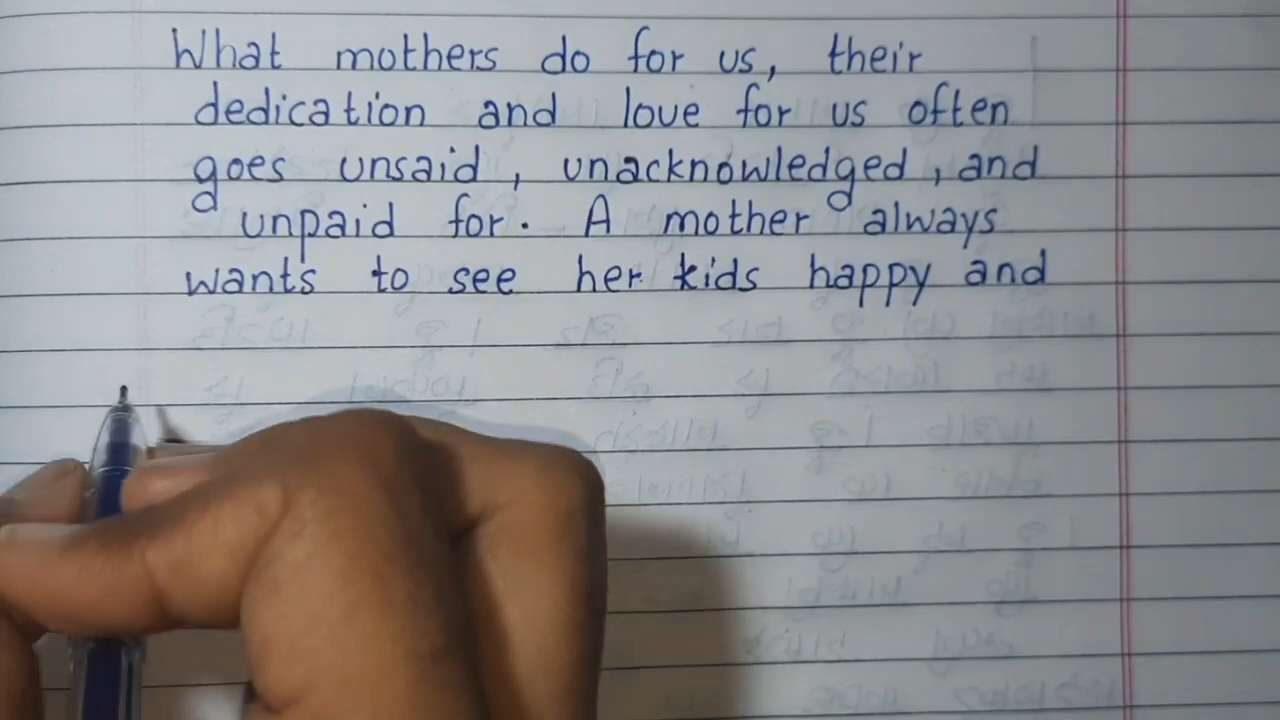 What mothers do for us, their
dedication and love for us often
goes unsaid, unacknowledged, and
unpaid for. A mother always
wants to see her kids happy and